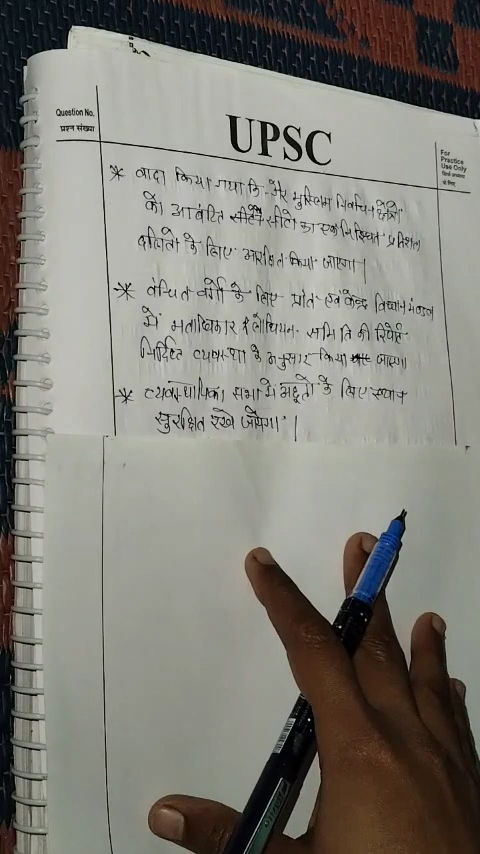 Question No.
प्रश्न संख्या
UPSC
For
Practice
Use Only
* वादा किया गया कि गैर मुस्लिम निर्वाचन क्षेत्रों
को आवंटित सीटों का एक निश्चित प्रतिशत
दलितो के लिए आरक्षित किया जाएगा।
* वंचित वर्गो के लिए प्रांत एवं केन्द्र विधान मंडल
में मताधिकार लोथियन समिति की रिपोर्ट
निर्दिष्ट व्यवस्था के अनुसार किया जाएगा
* व्यवस्थापिका सभा में अछूतो के लिए स्थान
सुरक्षित रखे जायेगा।